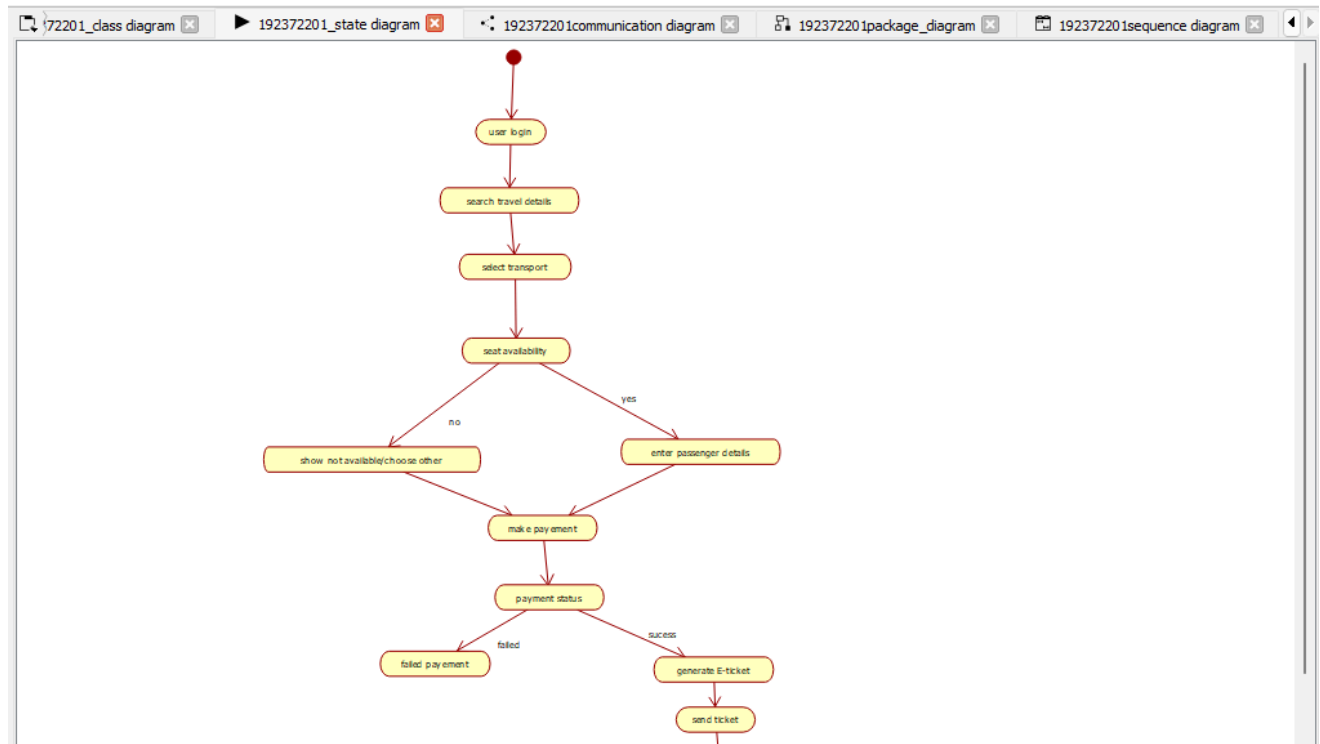 72201_class diagram
192372201_state diagram
192372201communication diagram
192372201package_diagram
192372201sequence diagram
user login
search travel details
select transport
seat availability
yes
no
enter passenger details
show not available/choose other
make payement
payment status
sucess
failed
failed payement
generate E-ticket
send ticket